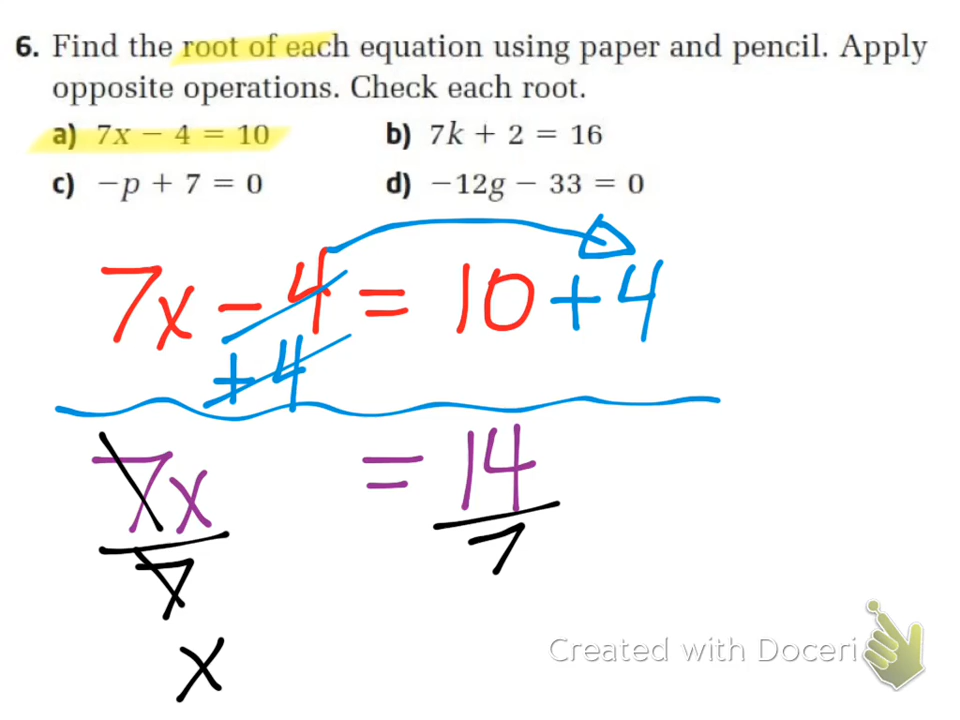 6. Find the root of each equation using paper and pencil. Apply
opposite operations. Check each root.
a) 7x − 4 = 10 b) 7k + 2 = 16
c) −p + 7 = 0 d) −12g − 33 = 0
7x − 4 = 10 + 4
+4
7x = 14
7 7
x
Created with Doceri